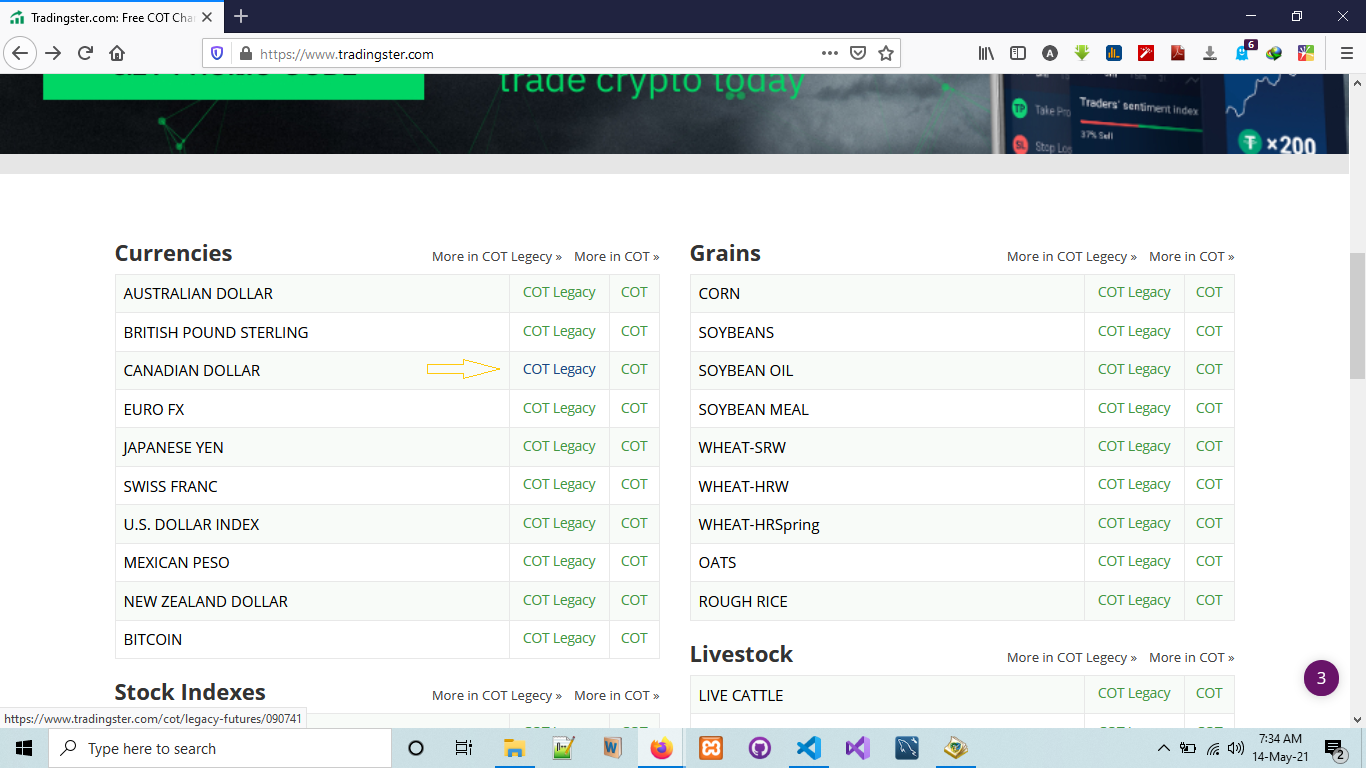 Tradingster.com: Free COT Cha
https://www.tradingster.com
6
trade crypto today
TP Take Pro
SL Stop Los
Traders' sentiment index
37% Sell
×200
Currencies
More in COT Legecy » More in COT »
AUSTRALIAN DOLLAR COT Legacy COT
BRITISH POUND STERLING COT Legacy COT
CANADIAN DOLLAR COT Legacy COT
EURO FX COT Legacy COT
JAPANESE YEN COT Legacy COT
SWISS FRANC COT Legacy COT
U.S. DOLLAR INDEX COT Legacy COT
MEXICAN PESO COT Legacy COT
NEW ZEALAND DOLLAR COT Legacy COT
BITCOIN COT Legacy COT
Stock Indexes
More in COT Legecy » More in COT »
Grains
More in COT Legecy » More in COT »
CORN COT Legacy COT
SOYBEANS COT Legacy COT
SOYBEAN OIL COT Legacy COT
SOYBEAN MEAL COT Legacy COT
WHEAT-SRW COT Legacy COT
WHEAT-HRW COT Legacy COT
WHEAT-HRSpring COT Legacy COT
OATS COT Legacy COT
ROUGH RICE COT Legacy COT
Livestock
More in COT Legecy » More in COT »
LIVE CATTLE COT Legacy COT
3
https://www.tradingster.com/cot/legacy-futures/090741
Type here to search
7:34 AM
14-May-21
2